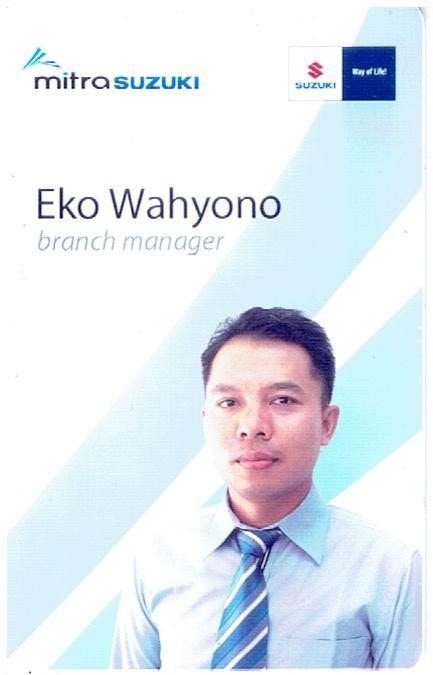 mitra SUZUKI
SUZUKI
Way of Life!
Eko Wahyono
branch manager